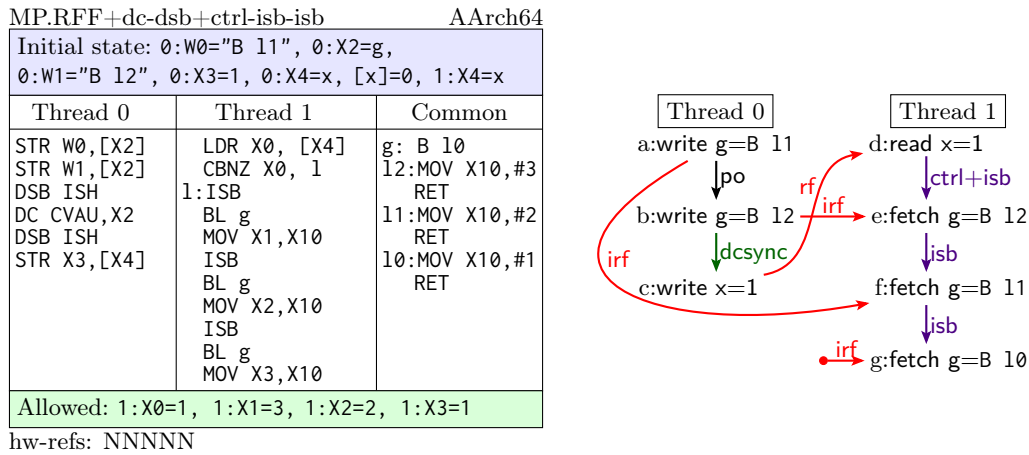 MP.RFF+dc-dsb+ctrl-isb-isb AArch64
Initial state: 0:W0="B l1", 0:X2=g,
0:W1="B l2", 0:X3=1, 0:X4=x, [x]=0, 1:X4=x
Thread 0 Thread 1 Common
STR W0,[X2] LDR X0, [X4] g: B l0
STR W1,[X2] CBNZ X0, l l2:MOV X10,#3
DSB ISH l:ISB RET
DC CVAU,X2 BL g l1:MOV X10,#2
DSB ISH MOV X1,X10 RET
STR X3,[X4] ISB l0:MOV X10,#1
BL g RET
MOV X2,X10
ISB
BL g
MOV X3,X10
Allowed: 1:X0=1, 1:X1=3, 1:X2=2, 1:X3=1
hw-refs: NNNNN
Thread 0 Thread 1
a:write g=B l1 d:read x=1
po rf ctrl+isb
b:write g=B l2 irf e:fetch g=B l2
irf dcsync isb
c:write x=1 f:fetch g=B l1
isb
irf g:fetch g=B l0